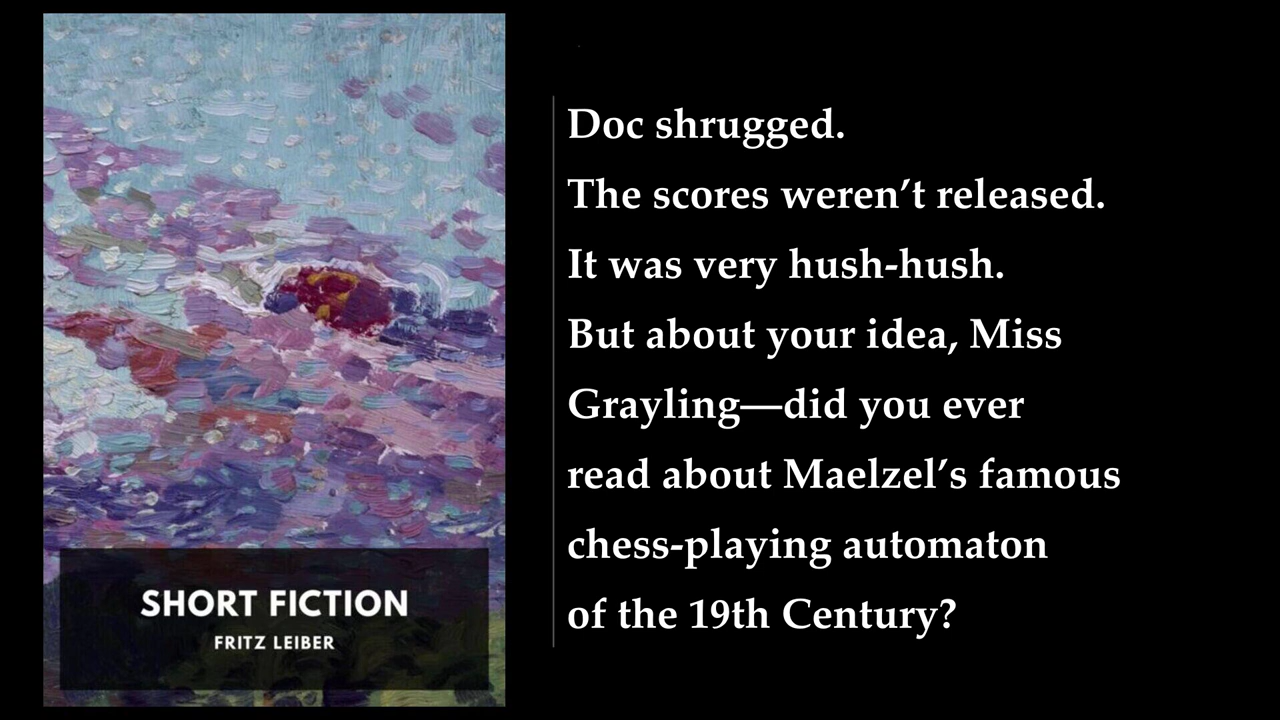 SHORT FICTION
FRITZ LEIBER
Doc shrugged.
The scores weren’t released.
It was very hush-hush.
But about your idea, Miss
Grayling—did you ever
read about Maelzel’s famous
chess-playing automaton
of the 19th Century?